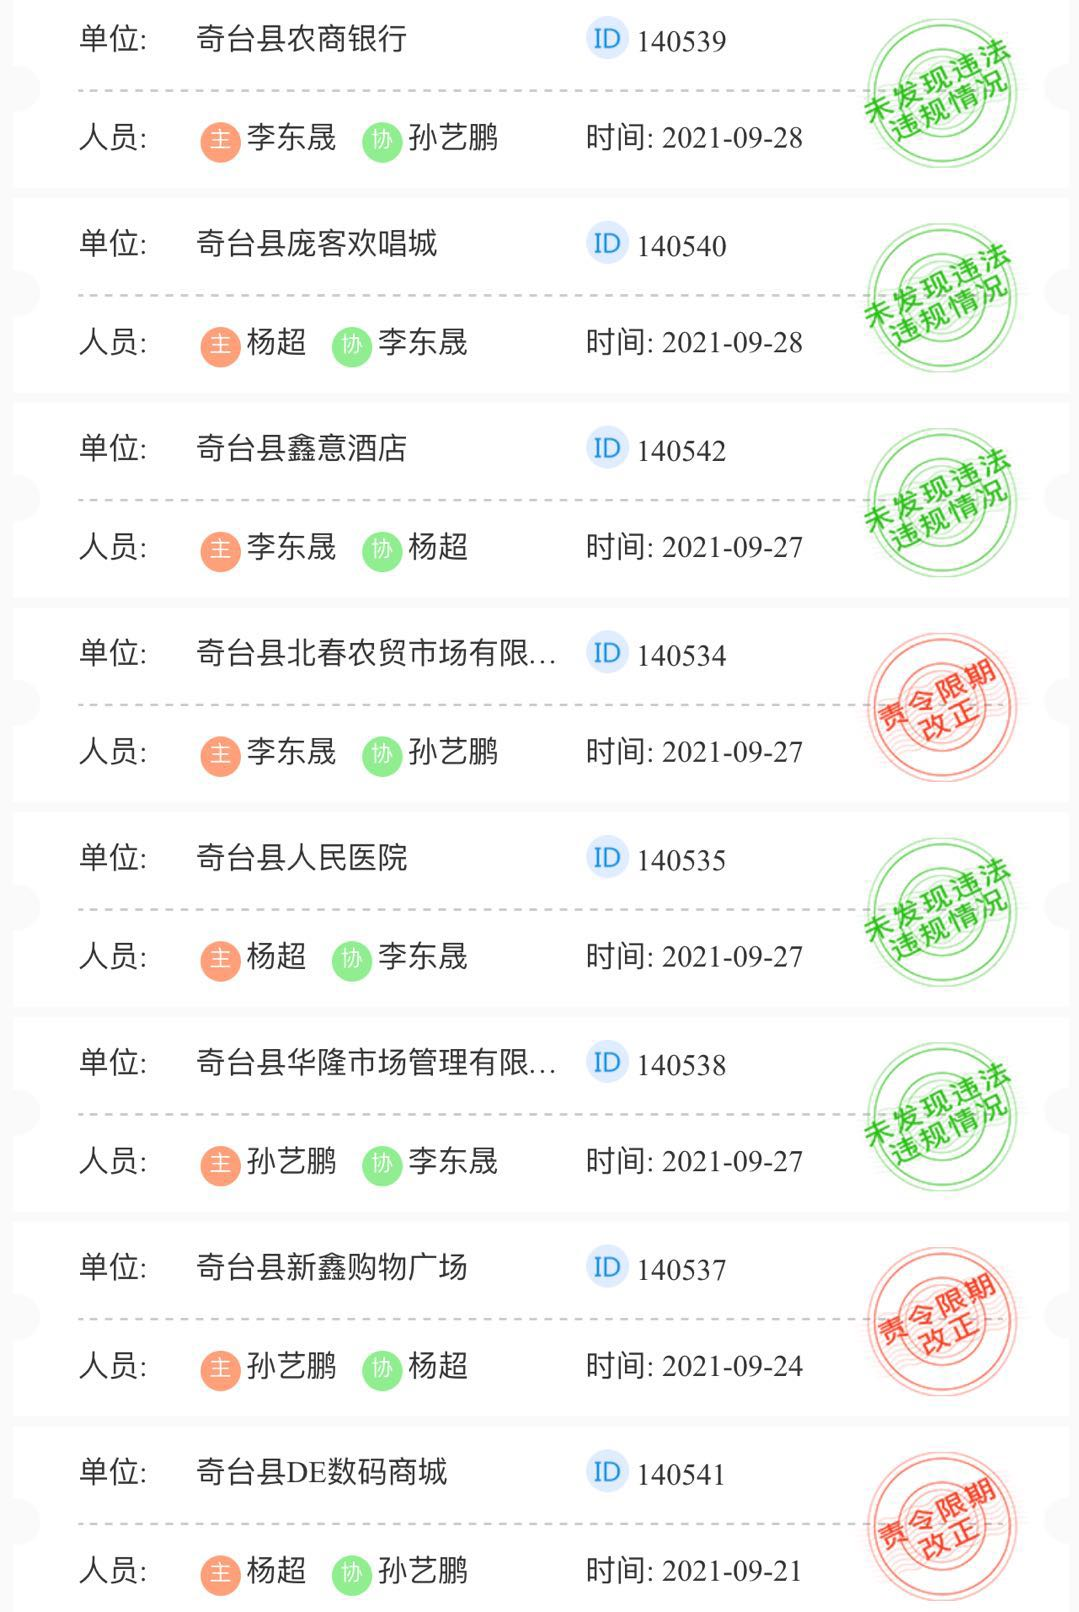 单位: 奇台县农商银行 ID 140539
未发现违法
违规情况
人员: 主 李东晟 协 孙艺鹏 时间: 2021-09-28
单位: 奇台县庞客欢唱城 ID 140540
未发现违法
违规情况
人员: 主 杨超 协 李东晟 时间: 2021-09-28
单位: 奇台县鑫意酒店 ID 140542
未发现违法
违规情况
人员: 主 李东晟 协 杨超 时间: 2021-09-27
单位: 奇台县北春农贸市场有限... ID 140534
责令限期
改正
人员: 主 李东晟 协 孙艺鹏 时间: 2021-09-27
单位: 奇台县人民医院 ID 140535
未发现违法
违规情况
人员: 主 杨超 协 李东晟 时间: 2021-09-27
单位: 奇台县华隆市场管理有限... ID 140538
未发现违法
违规情况
人员: 主 孙艺鹏 协 李东晟 时间: 2021-09-27
单位: 奇台县新鑫购物广场 ID 140537
责令限期
改正
人员: 主 孙艺鹏 协 杨超 时间: 2021-09-24
单位: 奇台县DE数码商城 ID 140541
责令限期
改正
人员: 主 杨超 协 孙艺鹏 时间: 2021-09-21